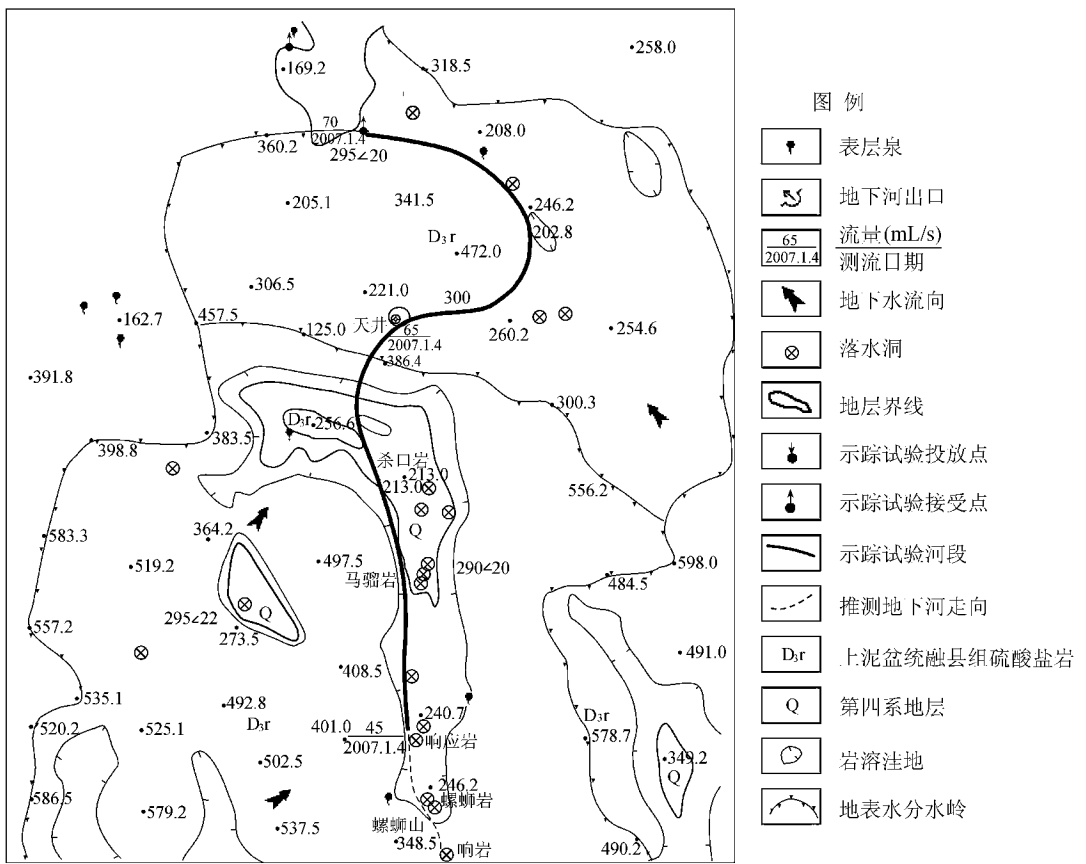 258.0
318.5
169.2
70
2007.1.4
295∠20
360.2
208.0
205.1
341.5
246.2
202.8
D₃r
472.0
306.5
221.0
300
162.7
457.5
125.0
天井
65
2007.1.4
386.4
260.2
254.6
391.8
300.3
383.5
D₃r
256.6
398.8
杀口岩
213.0
213.0
556.2
Q
583.3
364.2
519.2
497.5
马骝岩
290∠20
598.0
484.5
Q
295∠22
273.5
557.2
408.5
491.0
535.1
492.8
D₃r
240.7
401.0
45
2007.1.4
响应岩
D₃r
578.7
520.2
525.1
502.5
349.2
Q
586.5
579.2
246.2
螺蛳岩
537.5
螺蛳山
348.5
响岩
490.2
图 例
表层泉
地下河出口
65
2007.1.4
流量(mL/s)
测流口期
地下水流向
落水洞
地层界线
示踪试验投放点
示踪试验接受点
示踪试验河段
推测地下河走向
D₃r
上泥盆统融县组硫酸盐岩
Q
第四系地层
岩溶洼地
地表水分水岭